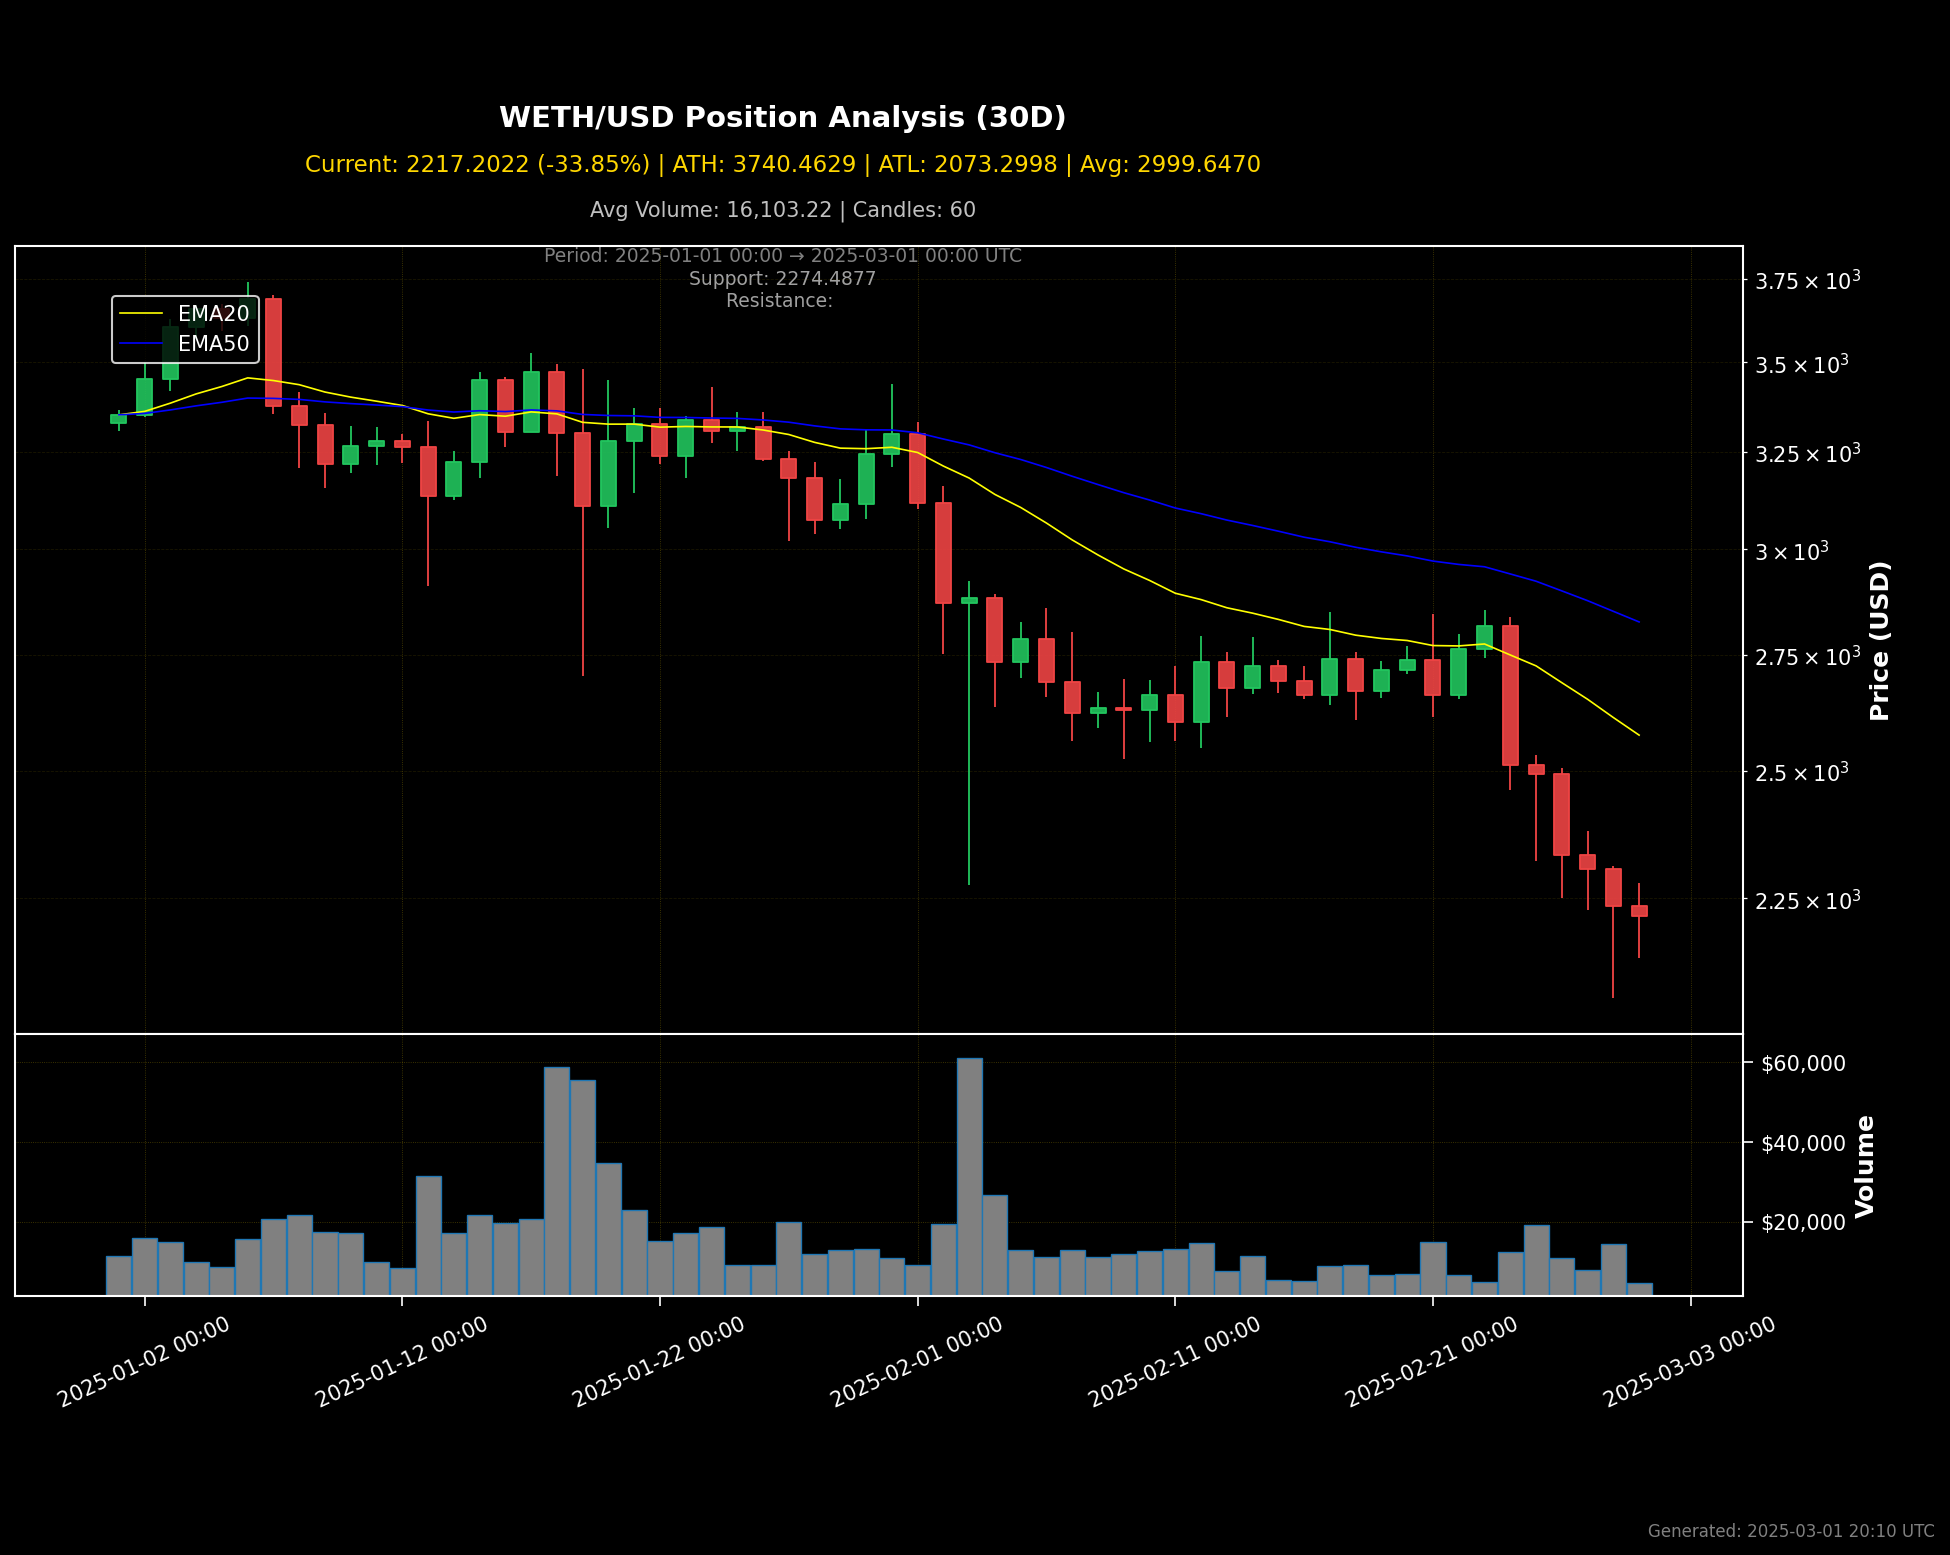 WETH/USD Position Analysis (30D)
Current: 2217.2022 (-33.85%) | ATH: 3740.4629 | ATL: 2073.2998 | Avg: 2999.6470
Avg Volume: 16,103.22 | Candles: 60
Period: 2025-01-01 00:00 → 2025-03-01 00:00 UTC
Support: 2274.4877
Resistance:
EMA20
EMA50
3.75 × 10³
3.5 × 10³
3.25 × 10³
3 × 10³
2.75 × 10³
2.5 × 10³
2.25 × 10³
Price (USD)
$60,000
$40,000
$20,000
Volume
2025-01-02 00:00
2025-01-12 00:00
2025-01-22 00:00
2025-02-01 00:00
2025-02-11 00:00
2025-02-21 00:00
2025-03-03 00:00
Generated: 2025-03-01 20:10 UTC